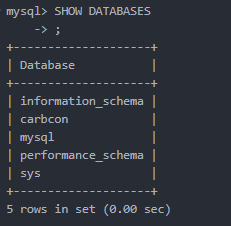 mysql> SHOW DATABASES
    -> ;
+--------------------+
| Database           |
+--------------------+
| information_schema |
| carbcon            |
| mysql              |
| performance_schema |
| sys                |
+--------------------+
5 rows in set (0.00 sec)